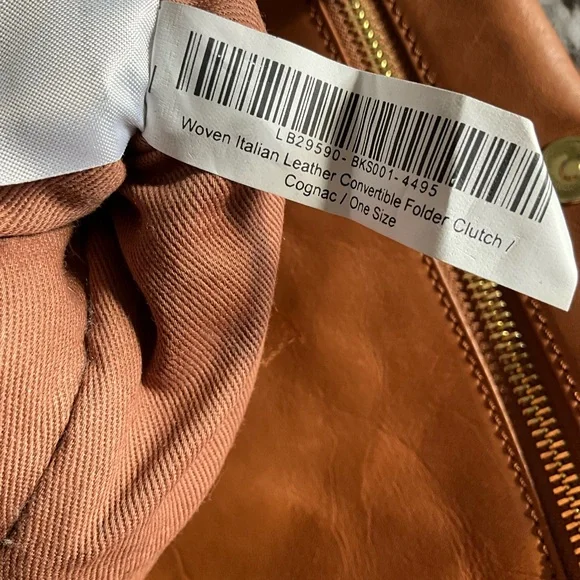 LB29590-BKS001-4495
Woven Italian Leather Convertible Folder Clutch /
Cognac / One Size